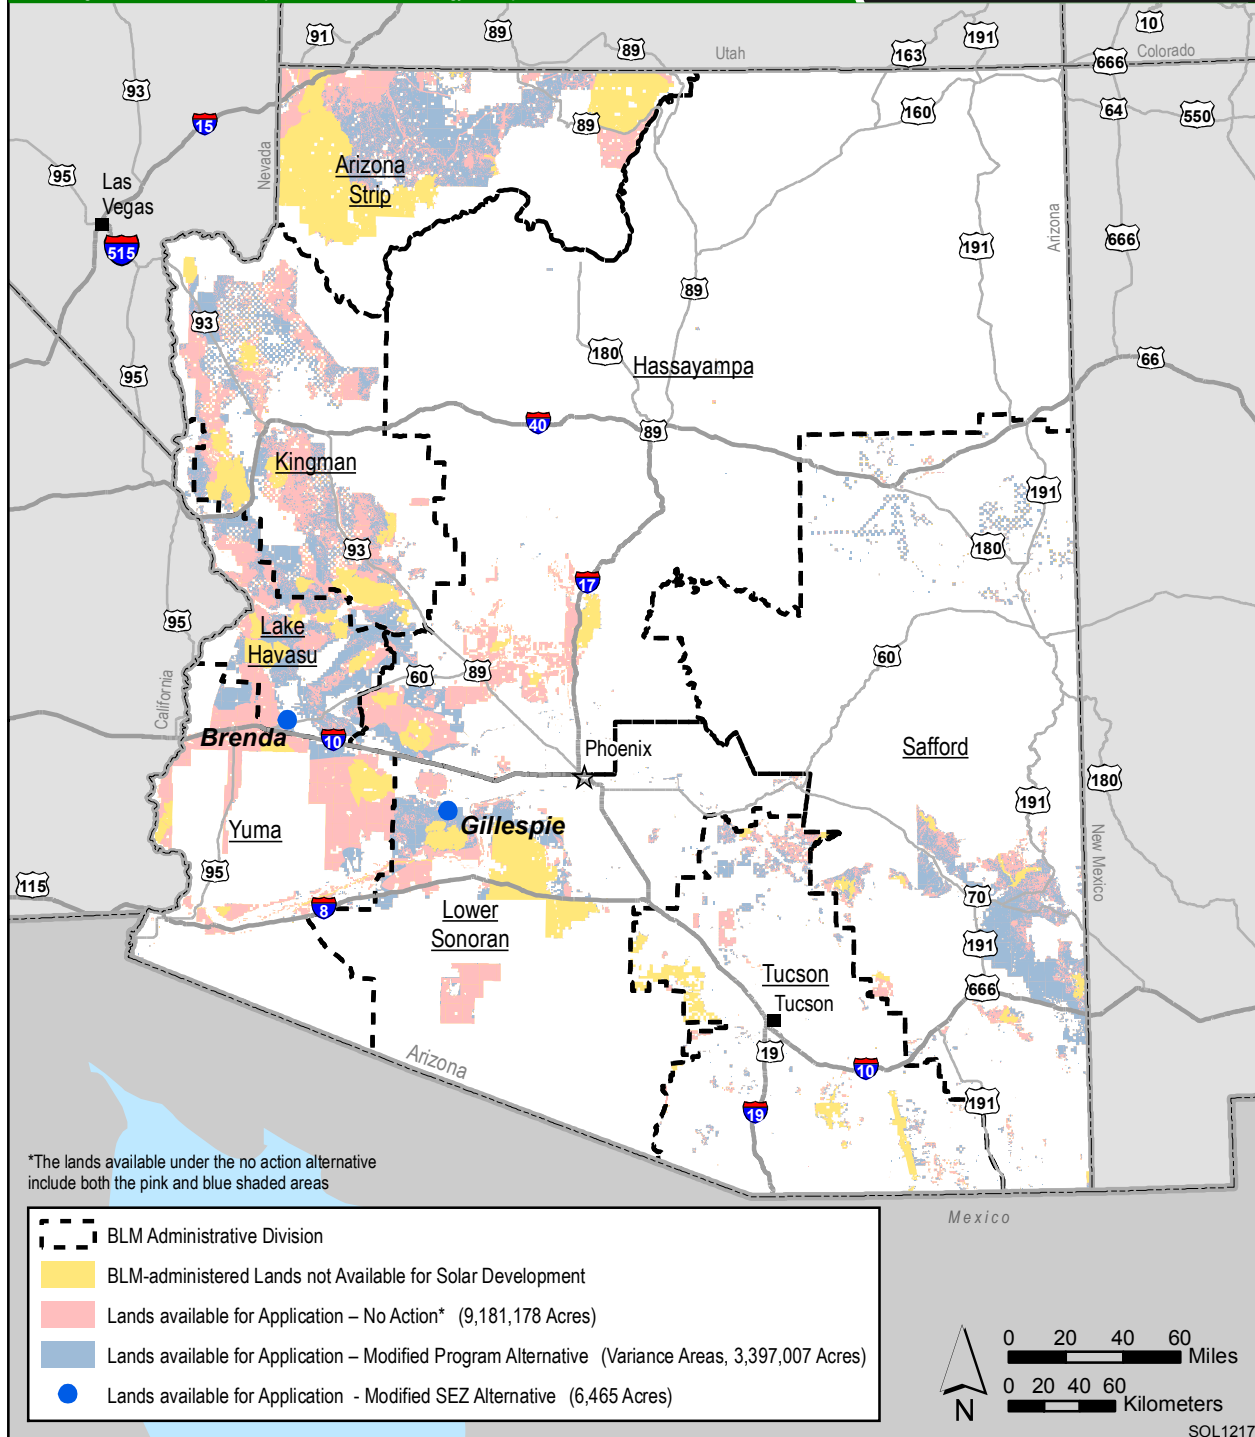 91
89
89
Utah
163
191
10
Colorado
666
93
15
89
160
64
550
95
Nevada
Arizona
Strip
Las
Vegas
515
191
Arizona
666
89
93
180
Hassayampa
66
95
40
89
Kingman
191
93
180
17
95
Lake
Havasu
60
60
89
California
Brenda
10
Phoenix
Safford
180
191
Gillespie
Yuma
New Mexico
95
115
70
8
Lower
Sonoran
191
Tucson
666
Tucson
19
Arizona
10
191
19
*The lands available under the no action alternative
include both the pink and blue shaded areas
Mexico
BLM Administrative Division
BLM-administered Lands not Available for Solar Development
Lands available for Application – No Action* (9,181,178 Acres)
Lands available for Application – Modified Program Alternative (Variance Areas, 3,397,007 Acres)
Lands available for Application - Modified SEZ Alternative (6,465 Acres)
N
0 20 40 60
Miles
0 20 40 60
Kilometers
SOL1217